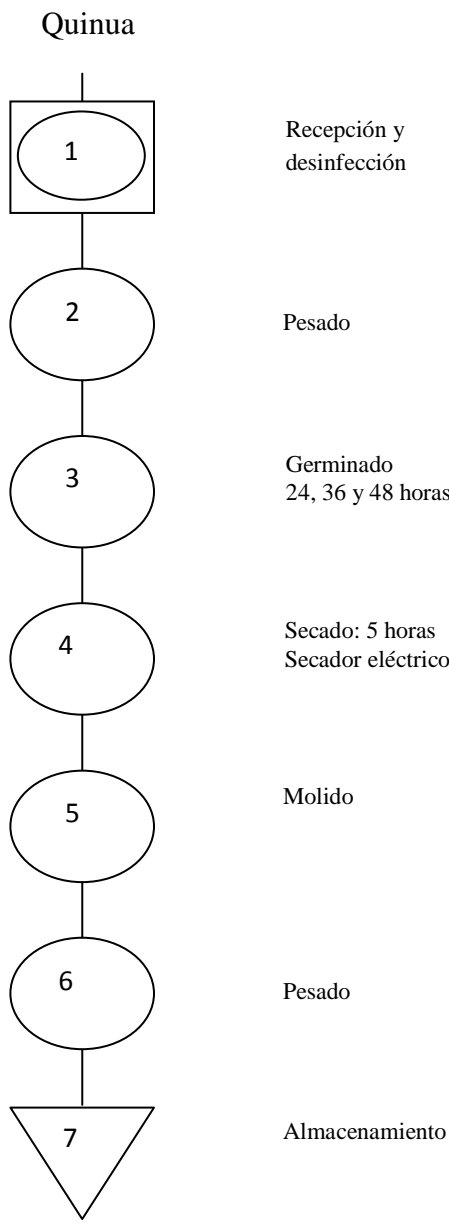 Quinua
1
Recepción y
desinfección
2
Pesado
3
Germinado
24, 36 y 48 horas
4
Secado: 5 horas
Secador eléctrico
5
Molido
6
Pesado
7
Almacenamiento